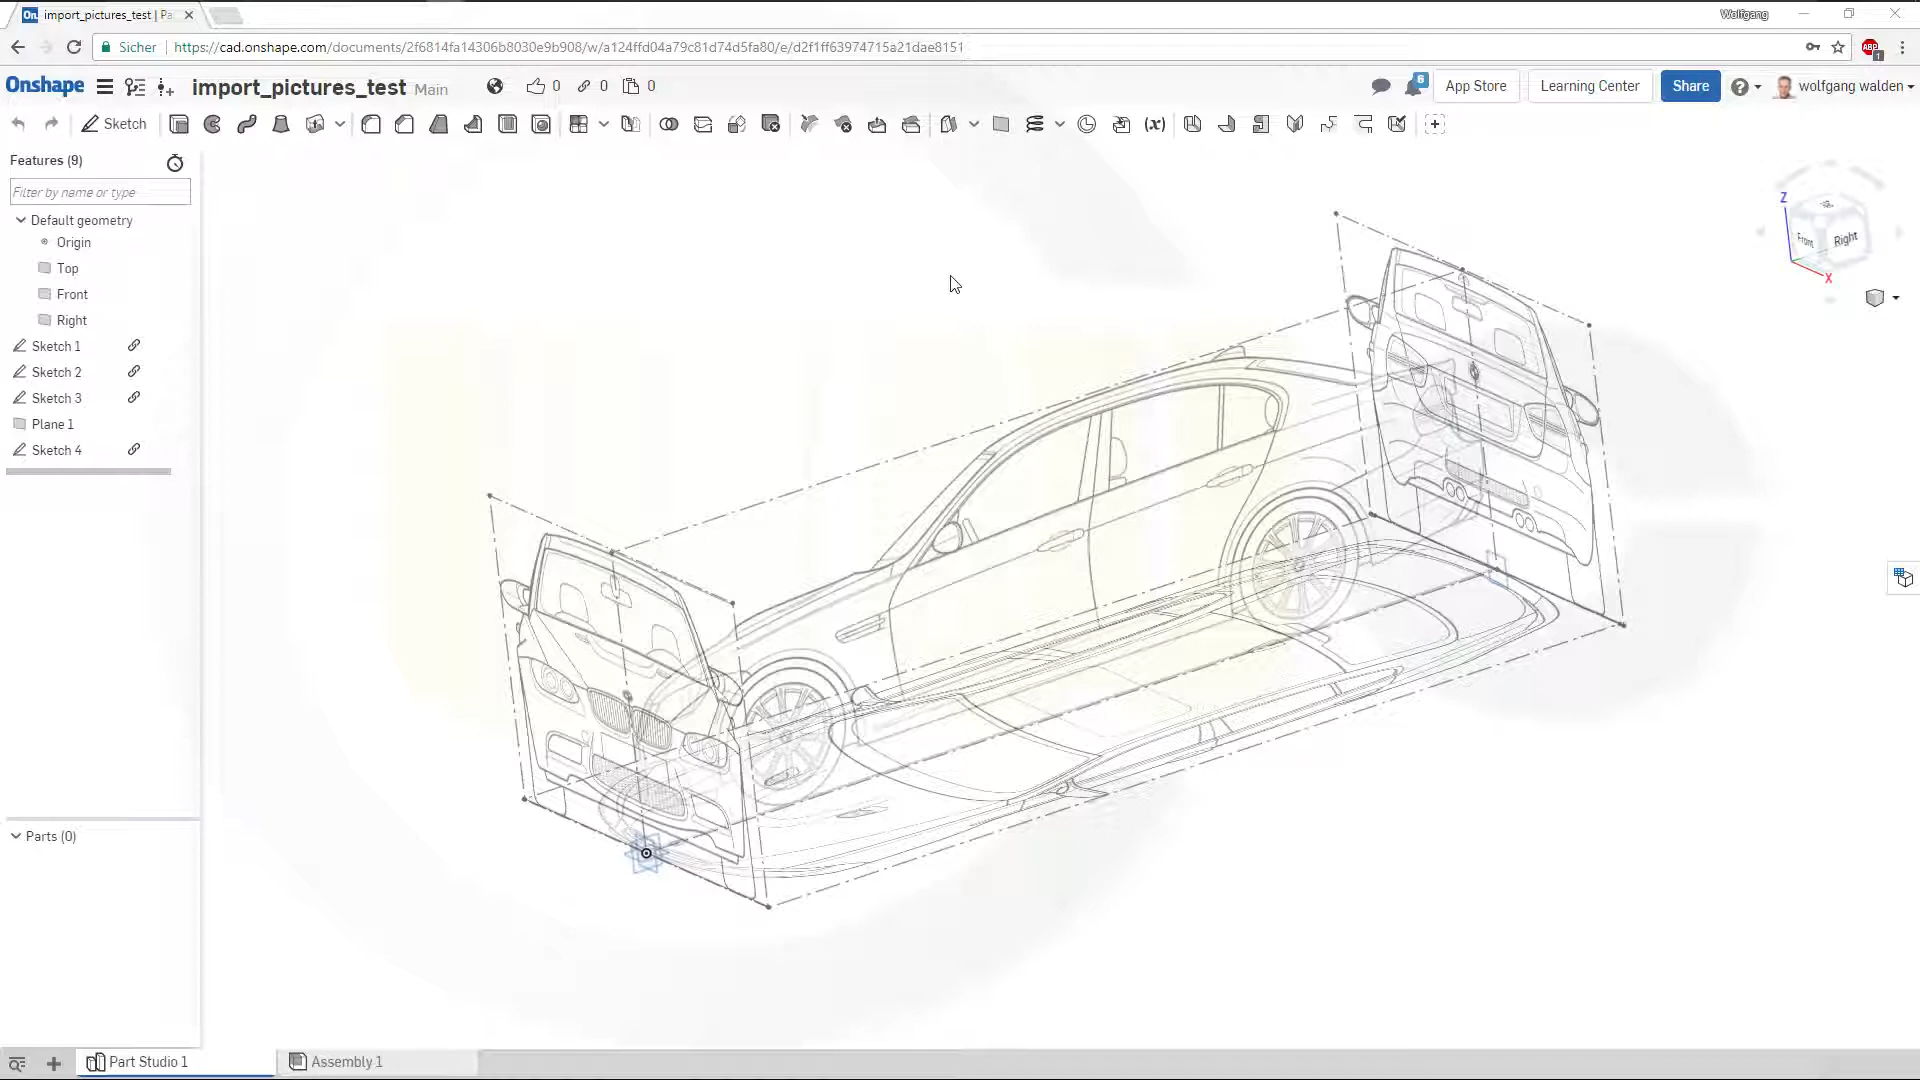 import_pictures_test | Pa
Wolfgang
Sicher | https://cad.onshape.com/documents/2f6814fa14306b8030e9b908/w/a124ffd04a79c81d74d5fa80/e/d2f1ff63974715a21dae8151
ABP
1
Onshape
import_pictures_test Main
0
0
0
6
App Store
Learning Center
Share
wolfgang walden
Sketch
(x)
Features (9)
Filter by name or type
Default geometry
Origin
Top
Front
Right
Sketch 1
Sketch 2
Sketch 3
Plane 1
Sketch 4
Parts (0)
Z
Front
Right
X
Part Studio 1
Assembly 1